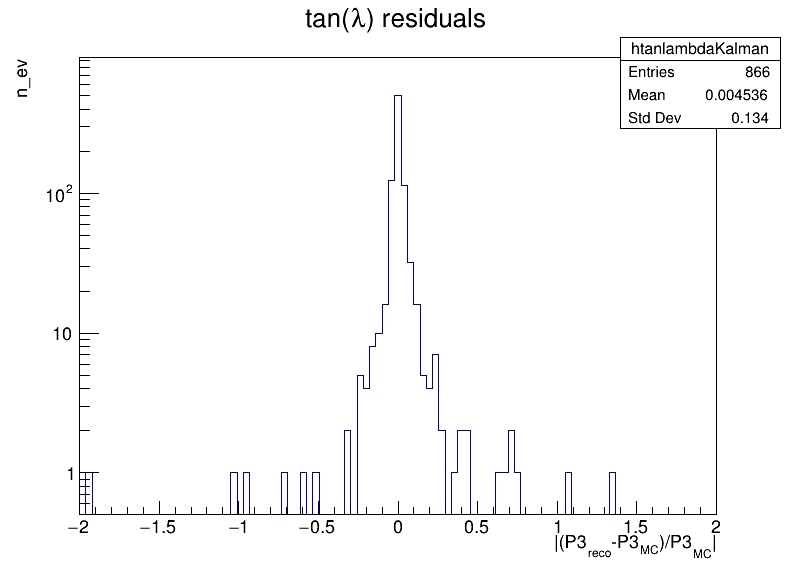 tan(λ) residuals
htanlambdaKalman
Entries 866
Mean 0.004536
Std Dev 0.134
n_ev
10²
10
1
−2 −1.5 −1 −0.5 0 0.5 1 1.5 2
|(P3reco-P3MC)/P3MC|